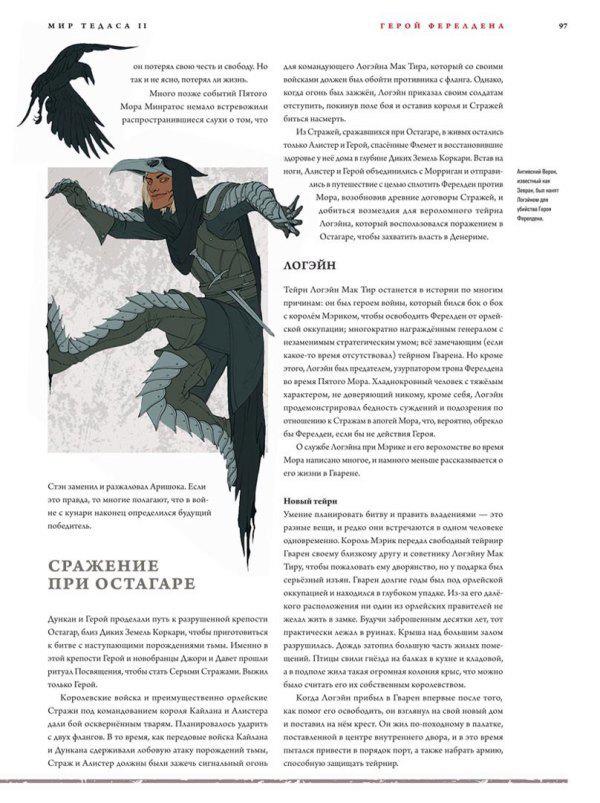 МИР ТЕДАСА II
ГЕРОЙ ФЕРЕЛДЕНА
97
он потерял свою честь и свободу. Но
так и не ясно, потерял ли жизнь.
Много позже событий Пятого
Мора Минратос немало встревожили
распространившиеся слухи о том, что
Стэн заменил и разжаловал Аришока. Если
это правда, то многие полагают, что в вой-
не с кунари наконец определился будущий
победитель.
СРАЖЕНИЕ
ПРИ ОСТАГАРЕ
Дункан и Герой проделали путь к разрушенной крепости
Остагар, близ Диких Земель Коркари, чтобы приготовиться
к битве с наступающими порождениями тьмы. Именно в
этой крепости Герой и новобранцы Джори и Давет прошли
ритуал Посвящения, чтобы стать Серыми Стражами. Выжил
только Герой.
Королевские войска и преимущественно орлейские
Стражи под командованием короля Кайлана и Алистера
дали бой осквернённым тварям. Планировалось ударить
с двух флангов. В то время, как передовые войска Кайлана
и Дункана сдерживали лобовую атаку порождений тьмы,
Страж и Алистер должны были зажечь сигнальный огонь
для командующего Логэйна Мак Тира, который со своими
войсками должен был обойти противника с фланга. Однако,
когда огонь был зажжён, Логэйн приказал своим солдатам
отступить, покинув поле боя и оставив короля и Стражей
биться насмерть.
Из Стражей, сражавшихся при Остагаре, в живых остались
только Алистер и Герой, спасённые Флемет и восстановившие
здоровье у неё дома в глубине Диких Земель Коркари. Встав на
ноги, Алистер и Герой объединились с Морриган и отправи-
лись в путешествие с целью сплотить Ферелден против
Мора, возобновив древние договоры Стражей, и
добиться возмездия для вероломного тейрна
Логэйна, который воспользовался поражением в
Остагаре, чтобы захватить власть в Денериме.
Антивский Ворон,
известный как
Зевран, был нанят
Логэйном для
убийства Героя
Ферелдена.
ЛОГЭЙН
Тейрн Логэйн Мак Тир останется в истории по многим
причинам: он был героем войны, который бился бок о бок
с королём Мэриком, чтобы освободить Ферелден от орлей-
ской оккупации; многократно награждённым генералом с
незаменимым стратегическим умом; всё замечающим (если
какое-то время отсутствовал) тейрном Гварена. Но кроме
этого, Логэйн был предателем, узурпатором трона Ферелдена
во время Пятого Мора. Хладнокровный человек с тяжёлым
характером, не доверяющий никому, кроме себя, Логэйн
продемонстрировал бедность суждений и подозрения по
отношению к Стражам в апогей Мора, что, вероятно, обрекло
бы Ферелден, если бы не действия Героя.
О службе Логэйна при Мэрике и его вероломстве во время
Мора написано многое, и намного меньше рассказывается о
его жизни в Гварене.
Новый тейрн
Умение планировать битву и править владениями — это
разные вещи, и редко они встречаются в одном человеке
одновременно. Король Мэрик передал свободный тейрнир
Гварен своему близкому другу и советнику Логэйну Мак
Тиру, чтобы пожаловать ему дворянство, но у подарка был
серьёзный изъян. Гварен долгие годы был под орлейской
оккупацией и находился в глубоком упадке. Из-за его далё-
кого расположения ни один из орлейских правителей не
желал жить в замке. Будучи заброшенным десятки лет, тот
практически лежал в руинах. Крыша над большим залом
разрушилась. Дождь затопил большую часть жилых поме-
щений. Птицы свили гнёзда на балках в кухне и кладовой,
а в подполе жила такая огромная колония крыс, что можно
было считать его их собственным королевством.
Когда Логэйн прибыл в Гварен впервые после того,
как помог его освободить, он взглянул на свой новый дом
и поставил на нём крест. Он жил по-походному в палатке,
поставленной в центре внутреннего двора, и в это время
пытался привести в порядок порт, а также набрать армию,
способную защищать тейрнир.